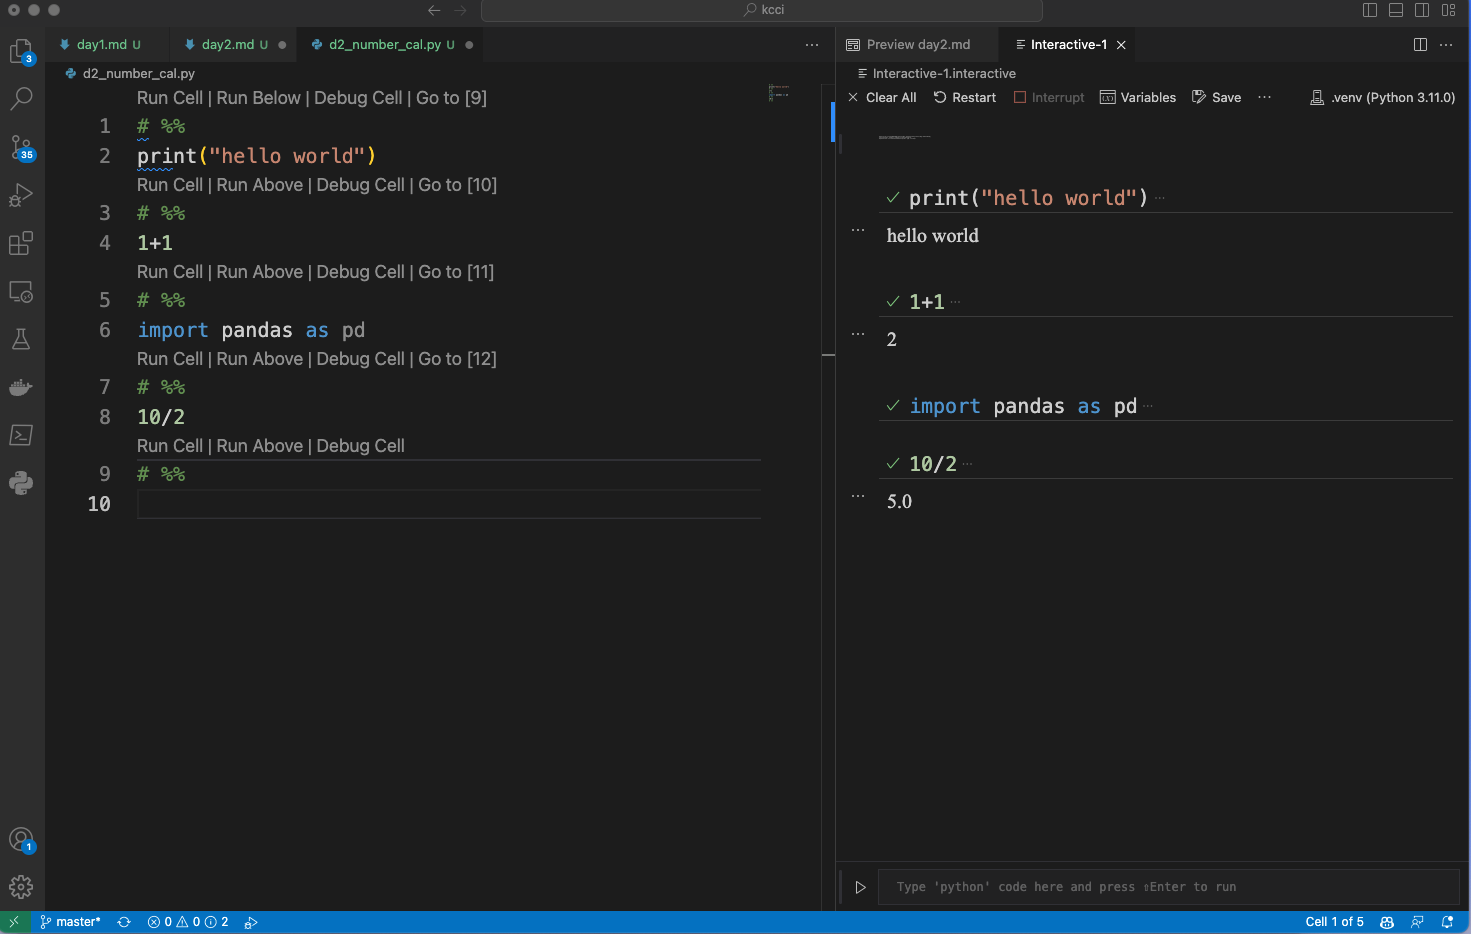 kcci
day1.md U
day2.md U
d2_number_cal.py U
Preview day2.md
Interactive-1
d2_number_cal.py
Interactive-1.interactive
Run Cell | Run Below | Debug Cell | Go to [9]
Clear All
Restart
Interrupt
Variables
Save
.venv (Python 3.11.0)
3
35
1
1 # %%
2 print("hello world")
Run Cell | Run Above | Debug Cell | Go to [10]
3 # %%
4 1+1
Run Cell | Run Above | Debug Cell | Go to [11]
5 # %%
6 import pandas as pd
Run Cell | Run Above | Debug Cell | Go to [12]
7 # %%
8 10/2
Run Cell | Run Above | Debug Cell
9 # %%
10
print("hello world") ...
hello world
1+1 ...
2
import pandas as pd ...
10/2 ...
5.0
Type 'python' code here and press ⇧Enter to run
master*
0 0 2
Cell 1 of 5